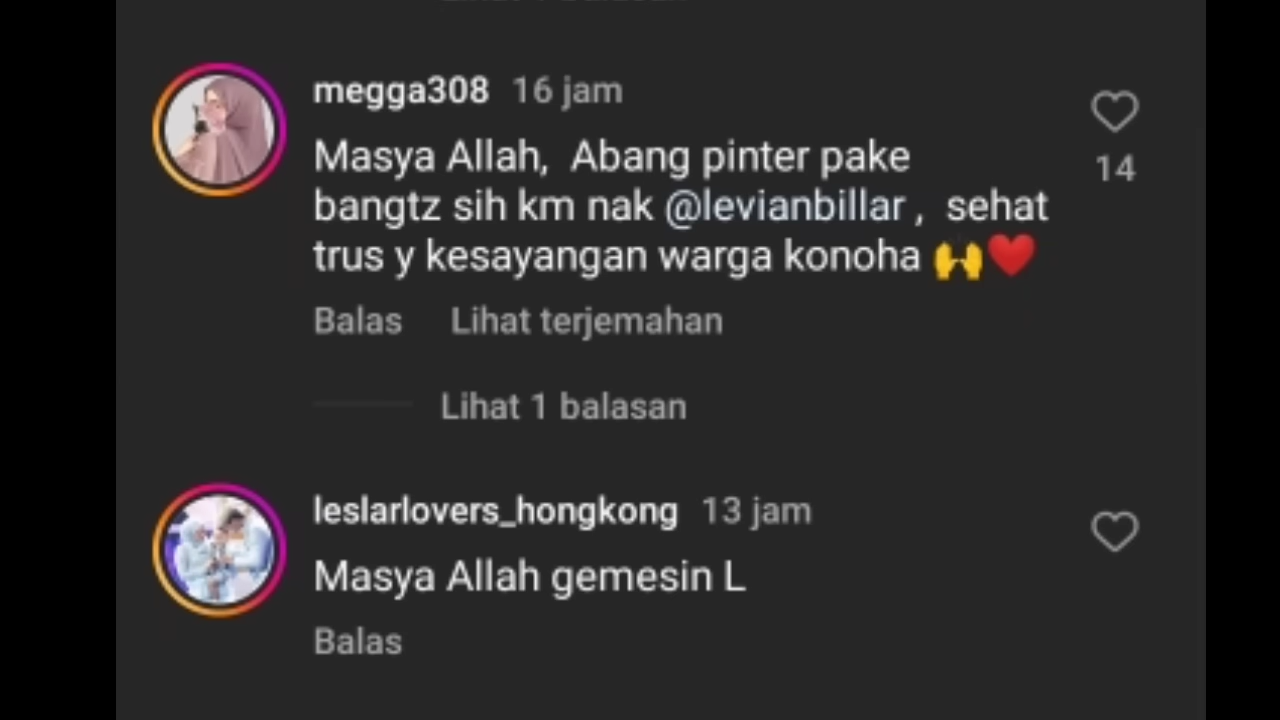 megga308 16 jam
Masya Allah, Abang pinter pake
bangtz sih km nak @levianbillar , sehat
trus y kesayangan warga konoha 🙌❤️
14
Balas Lihat terjemahan
Lihat 1 balasan
leslarlovers_hongkong 13 jam
Masya Allah gemesin L
Balas